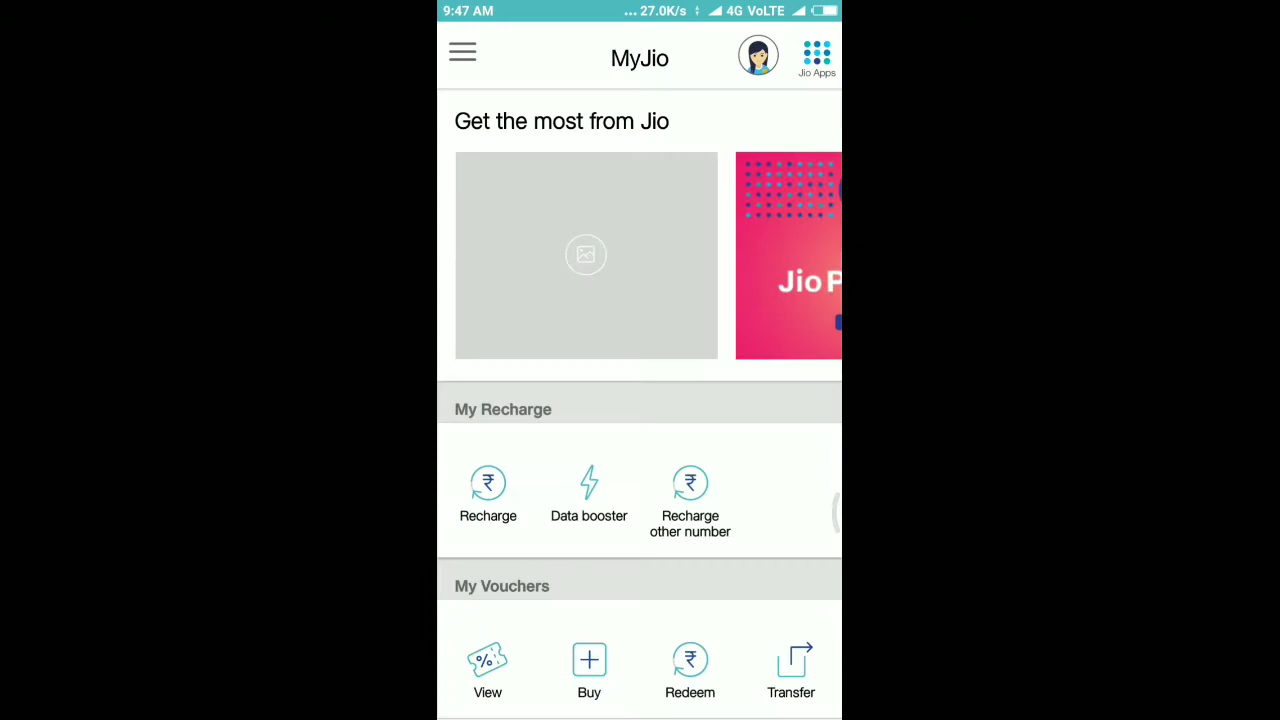 9:47 AM ... 27.0K/s 4G VoLTE
MyJio
Jio Apps
Get the most from Jio
Jio
My Recharge
₹ ₹
Recharge Data booster Recharge
other number
My Vouchers
% ₹
View Buy Redeem Transfer